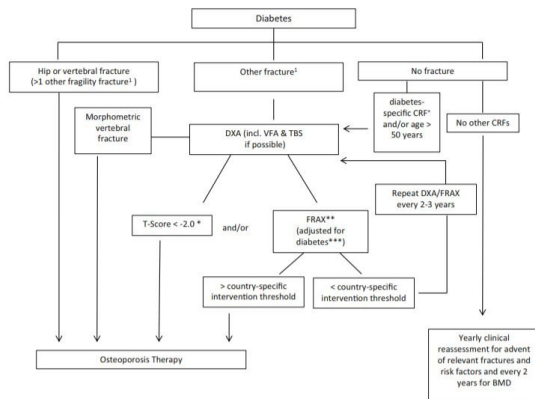 Diabetes
Hip or vertebral fracture
(>1 other fragility fracture¹ )
Other fracture¹
No fracture
Morphometric
vertebral
fracture
DXA (incl. VFA & TBS
if possible)
diabetes-
specific CRF⁺
and/or age >
50 years
No other CRFs
Repeat DXA/FRAX
every 2-3 years
T-Score < -2.0 *
and/or
FRAX**
(adjusted for
diabetes***)
> country-specific
intervention threshold
< country-specific
intervention threshold
Osteoporosis Therapy
Yearly clinical
reassessment for advent
of relevant fractures and
risk factors and every 2
years for BMD